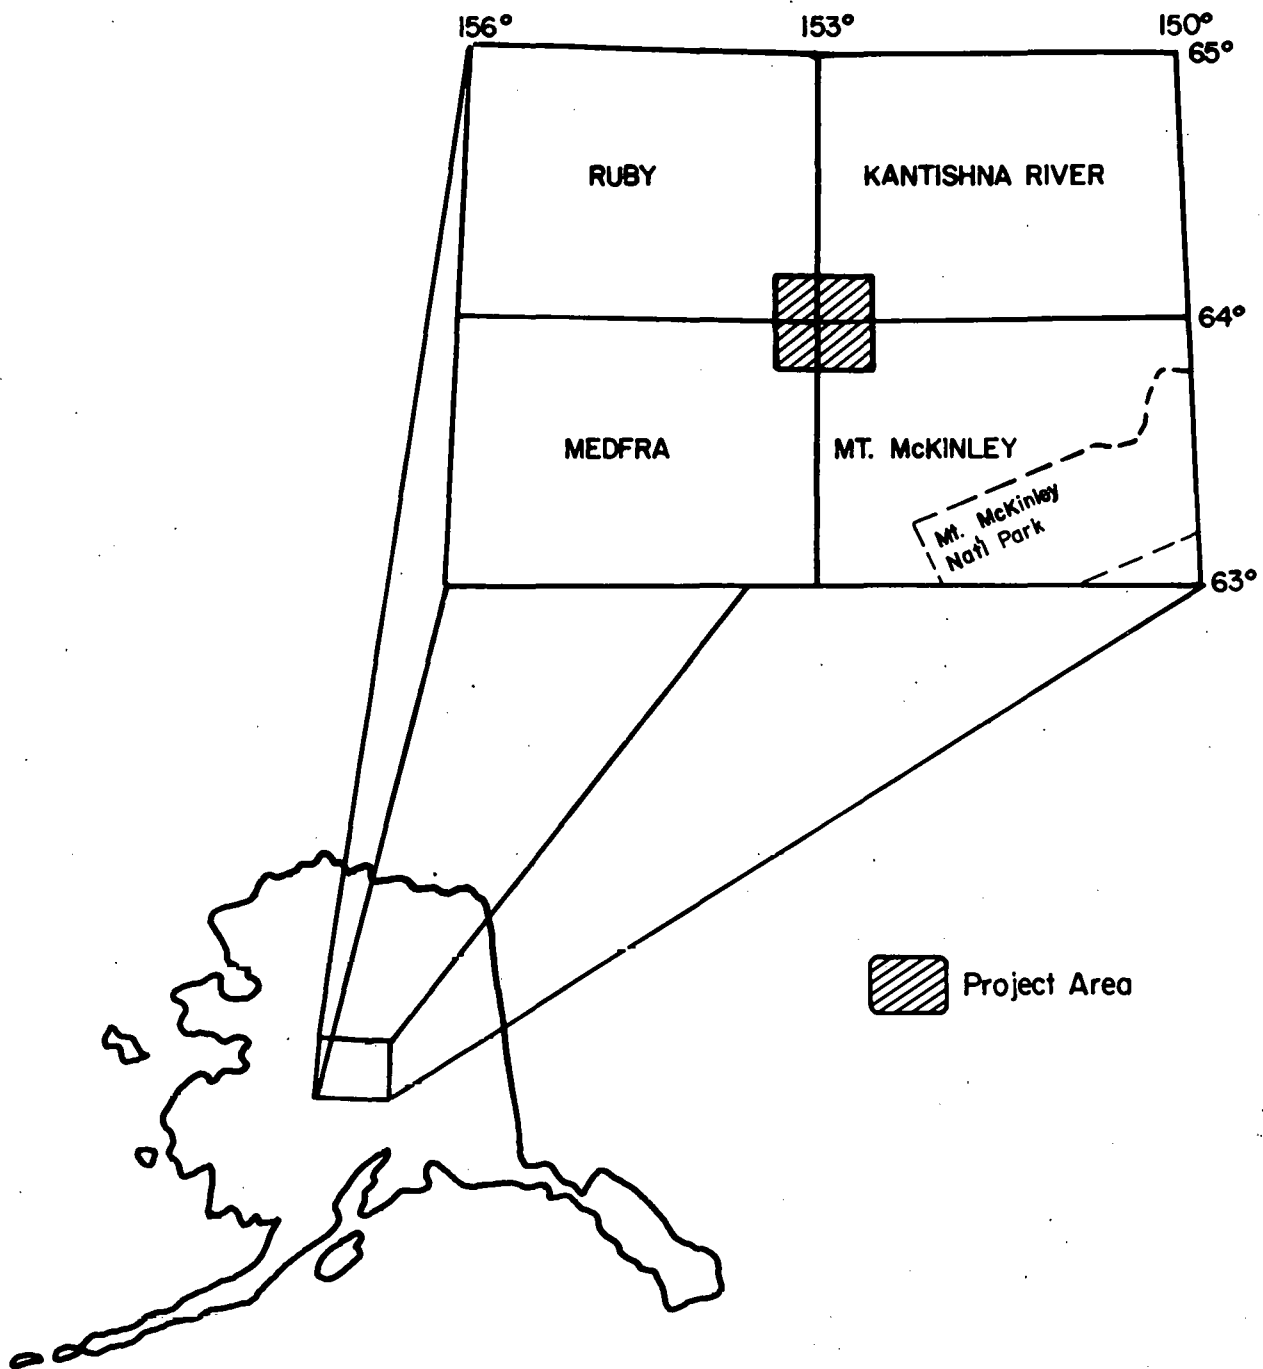 156° 153° 150°
65°
RUBY KANTISHNA RIVER
64°
MEDFRA MT. McKINLEY
Mt. McKinley
Nat'l Park
63°
Project Area